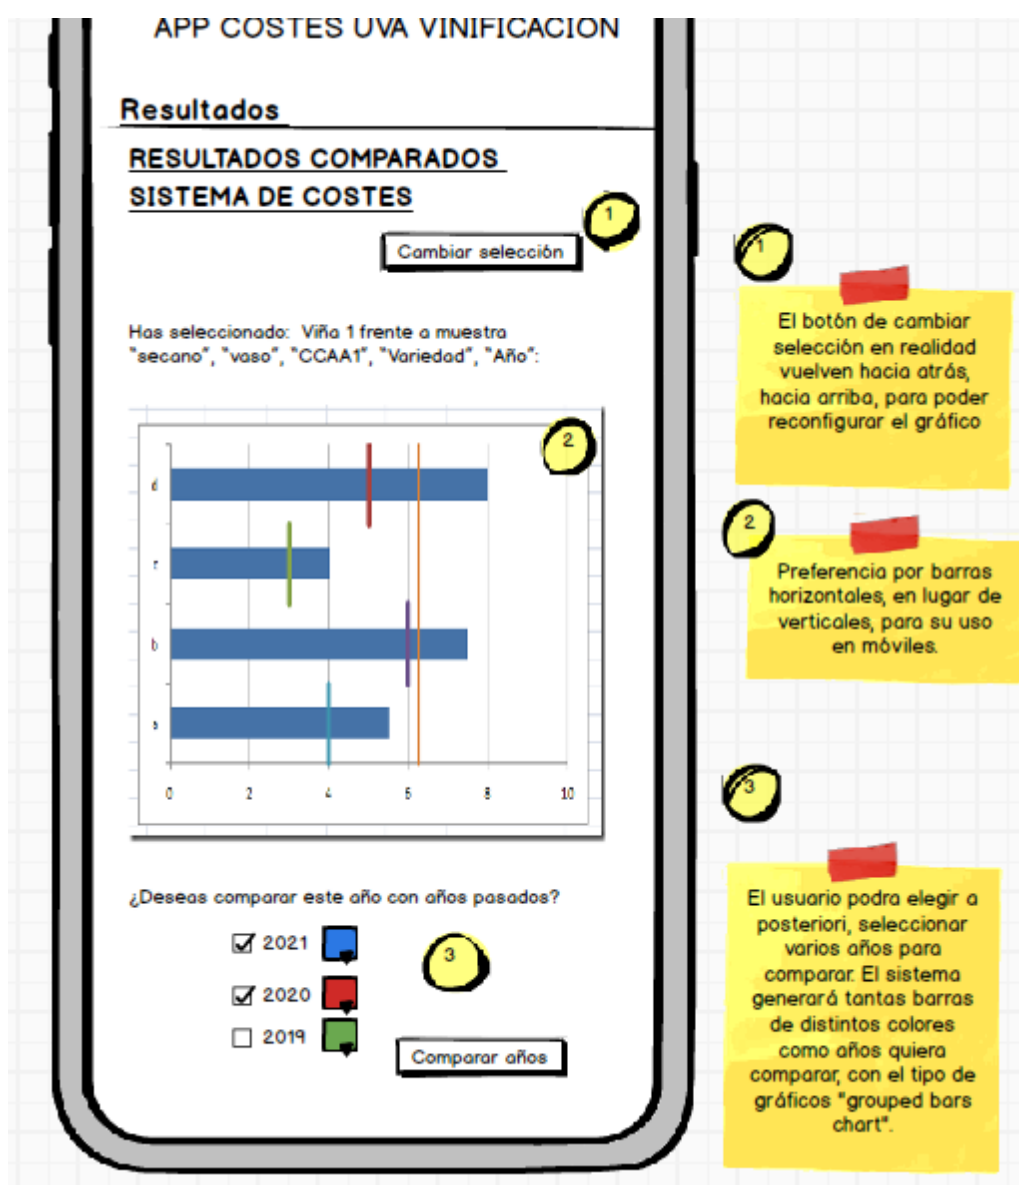 APP COSTES UVA VINIFICACION
Resultados
RESULTADOS COMPARADOS
SISTEMA DE COSTES
1
Cambiar selección
Has seleccionado: Viña 1 frente a muestra
"secano", "vaso", "CCAA1", "Variedad", "Año":
2
d
r
b
a
0 2 4 6 8 10
¿Deseas comparar este año con años pasados?
2021
2020
2019
3
Comparar años
1
El botón de cambiar
selección en realidad
vuelven hacia atrás,
hacia arriba, para poder
reconfigurar el gráfico
2
Preferencia por barras
horizontales, en lugar de
verticales, para su uso
en móviles.
3
El usuario podra elegir a
posteriori, seleccionar
varios años para
comparar. El sistema
generará tantas barras
de distintos colores
como años quiera
comparar, con el tipo de
gráficos "grouped bars
chart".